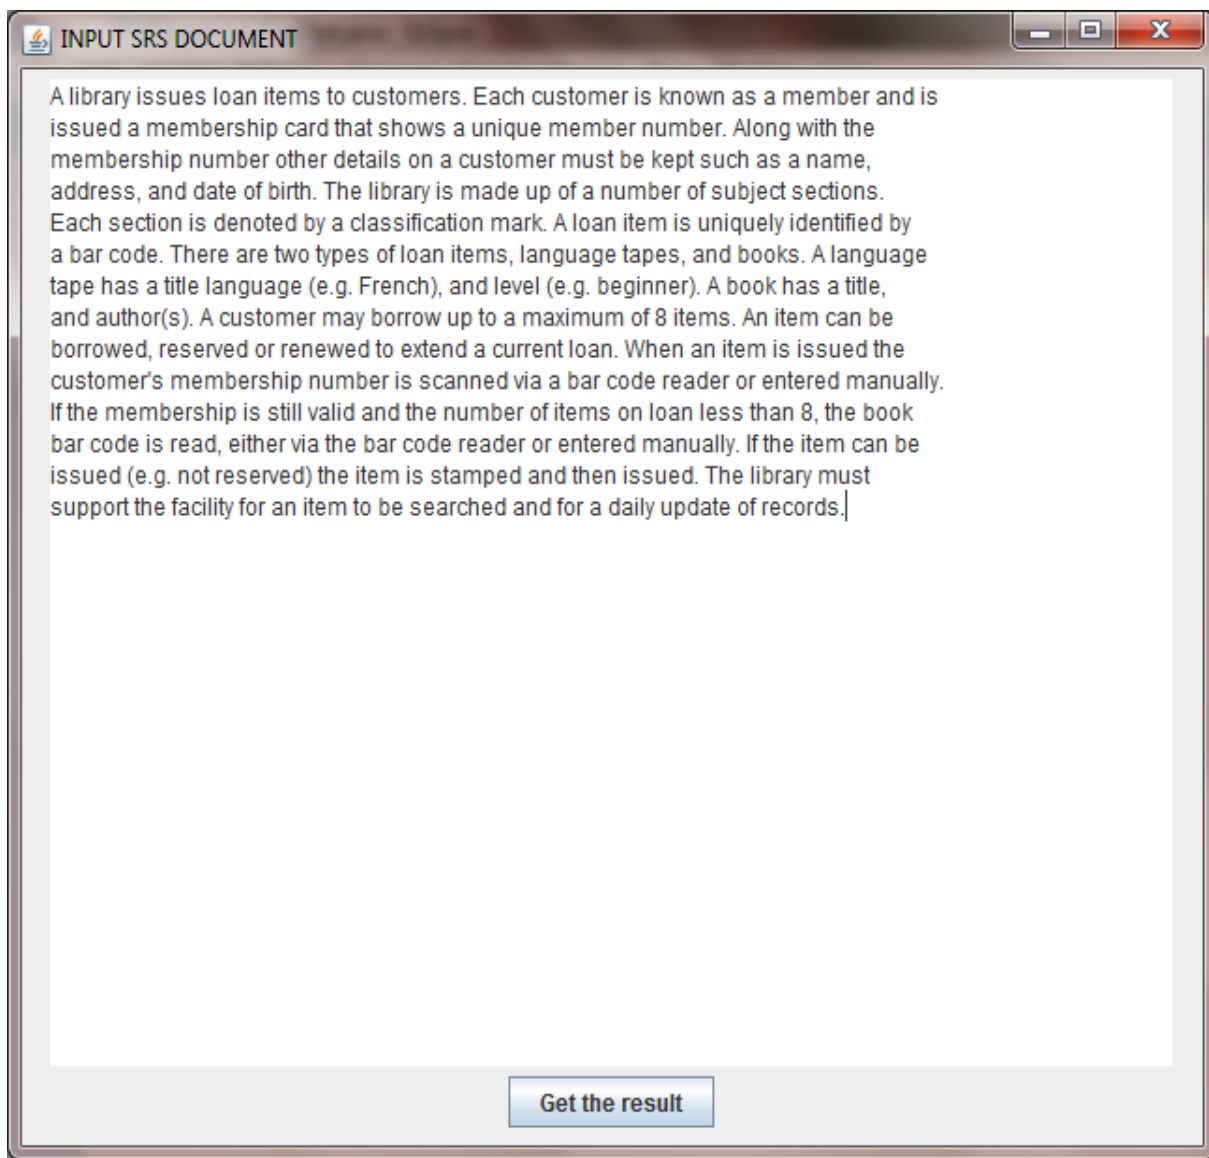 INPUT SRS DOCUMENT
A library issues loan items to customers. Each customer is known as a member and is
issued a membership card that shows a unique member number. Along with the
membership number other details on a customer must be kept such as a name,
address, and date of birth. The library is made up of a number of subject sections.
Each section is denoted by a classification mark. A loan item is uniquely identified by
a bar code. There are two types of loan items, language tapes, and books. A language
tape has a title language (e.g. French), and level (e.g. beginner). A book has a title,
and author(s). A customer may borrow up to a maximum of 8 items. An item can be
borrowed, reserved or renewed to extend a current loan. When an item is issued the
customer's membership number is scanned via a bar code reader or entered manually.
If the membership is still valid and the number of items on loan less than 8, the book
bar code is read, either via the bar code reader or entered manually. If the item can be
issued (e.g. not reserved) the item is stamped and then issued. The library must
support the facility for an item to be searched and for a daily update of records.
Get the result